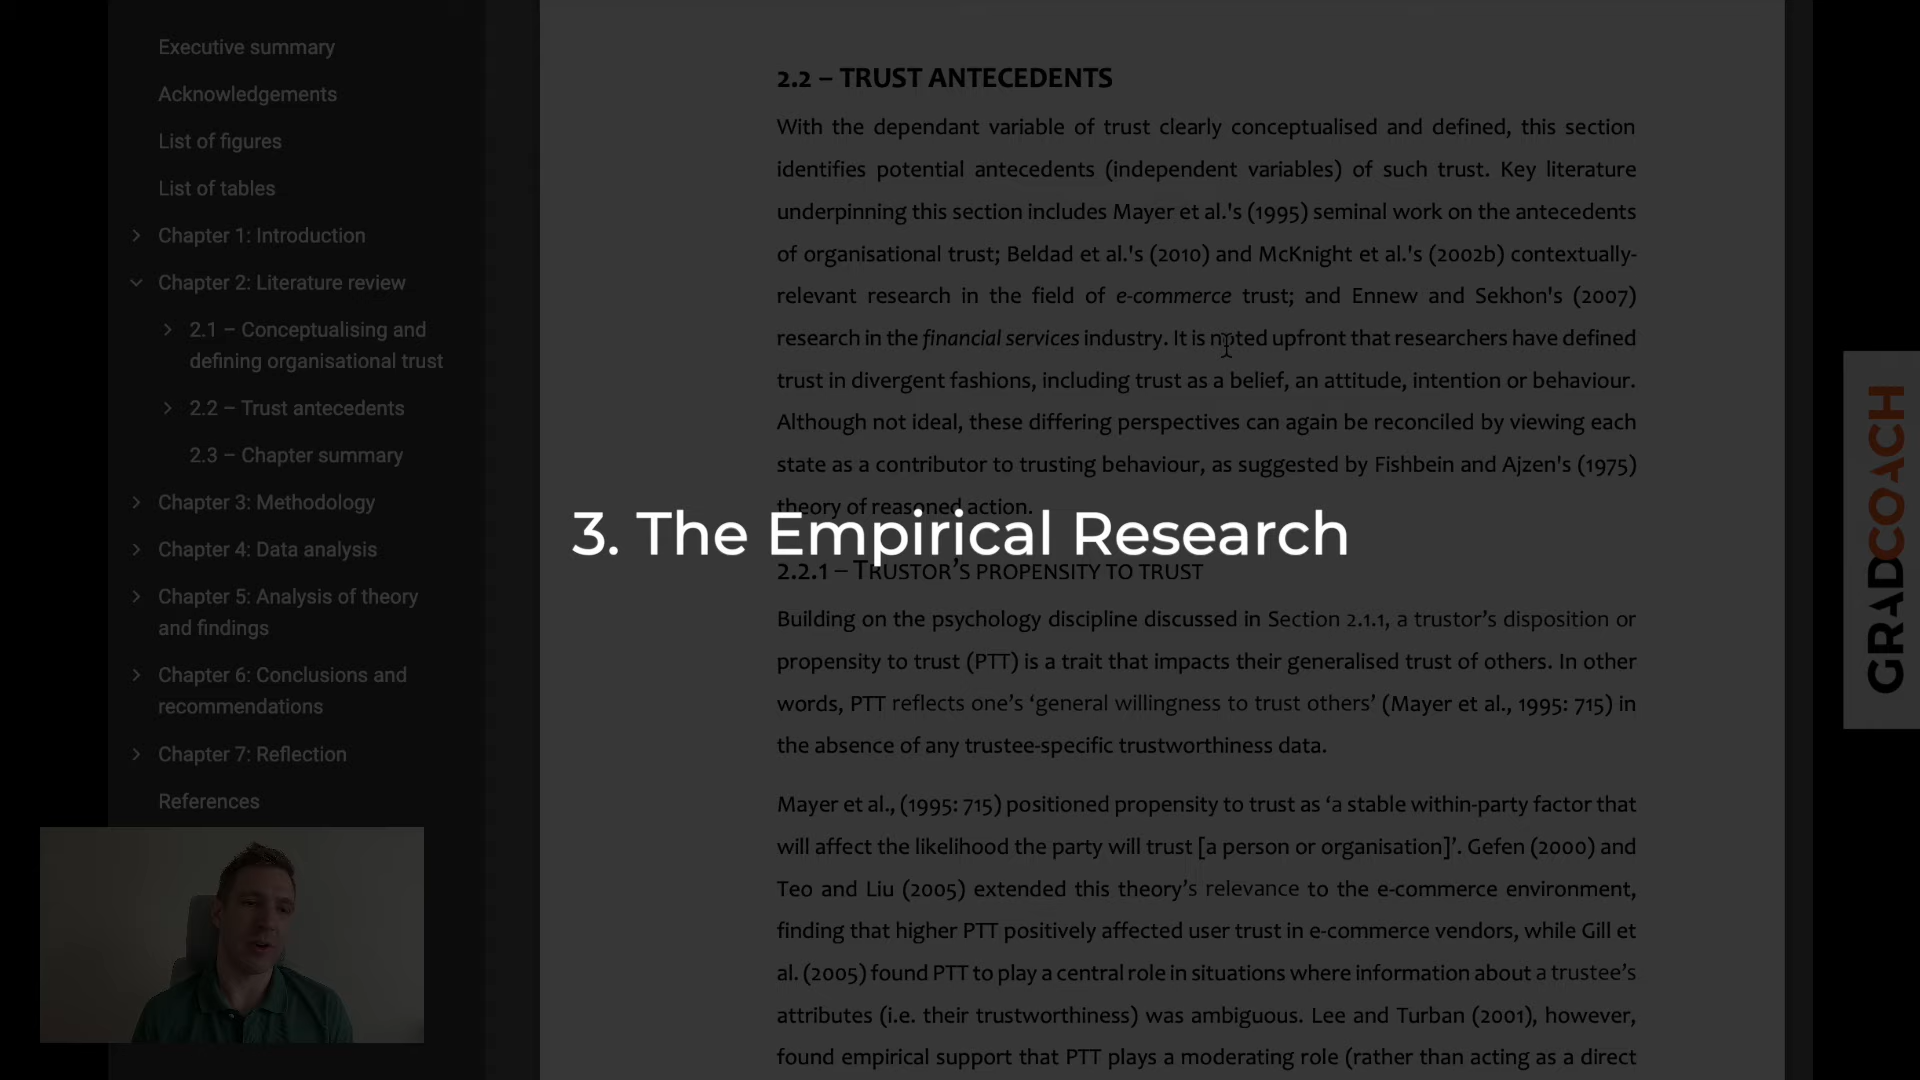 Executive summary
Acknowledgements
List of figures
List of tables
Chapter 1: Introduction
Chapter 2: Literature review
2.1 – Conceptualising and
defining organisational trust
2.2 – Trust antecedents
2.3 – Chapter summary
Chapter 3: Methodology
Chapter 4: Data analysis
Chapter 5: Analysis of theory
and findings
Chapter 6: Conclusions and
recommendations
Chapter 7: Reflection
References
2.2 – TRUST ANTECEDENTS
With the dependant variable of trust clearly conceptualised and defined, this section
identifies potential antecedents (independent variables) of such trust. Key literature
underpinning this section includes Mayer et al.'s (1995) seminal work on the antecedents
of organisational trust; Beldad et al.'s (2010) and McKnight et al.'s (2002b) contextually-
relevant research in the field of e-commerce trust; and Ennew and Sekhon's (2007)
research in the financial services industry. It is noted upfront that researchers have defined
trust in divergent fashions, including trust as a belief, an attitude, intention or behaviour.
Although not ideal, these differing perspectives can again be reconciled by viewing each
state as a contributor to trusting behaviour, as suggested by Fishbein and Ajzen's (1975)
theory of reasoned action.
3. The Empirical Research
2.2.1 – TRUSTOR’S PROPENSITY TO TRUST
Building on the psychology discipline discussed in Section 2.1.1, a trustor’s disposition or
propensity to trust (PTT) is a trait that impacts their generalised trust of others. In other
words, PTT reflects one’s ‘general willingness to trust others’ (Mayer et al., 1995: 715) in
the absence of any trustee-specific trustworthiness data.
Mayer et al., (1995: 715) positioned propensity to trust as ‘a stable within-party factor that
will affect the likelihood the party will trust [a person or organisation]’. Gefen (2000) and
Teo and Liu (2005) extended this theory’s relevance to the e-commerce environment,
finding that higher PTT positively affected user trust in e-commerce vendors, while Gill et
al. (2005) found PTT to play a central role in situations where information about a trustee’s
attributes (i.e. their trustworthiness) was ambiguous. Lee and Turban (2001), however,
found empirical support that PTT plays a moderating role (rather than acting as a direct
GRADCOACH